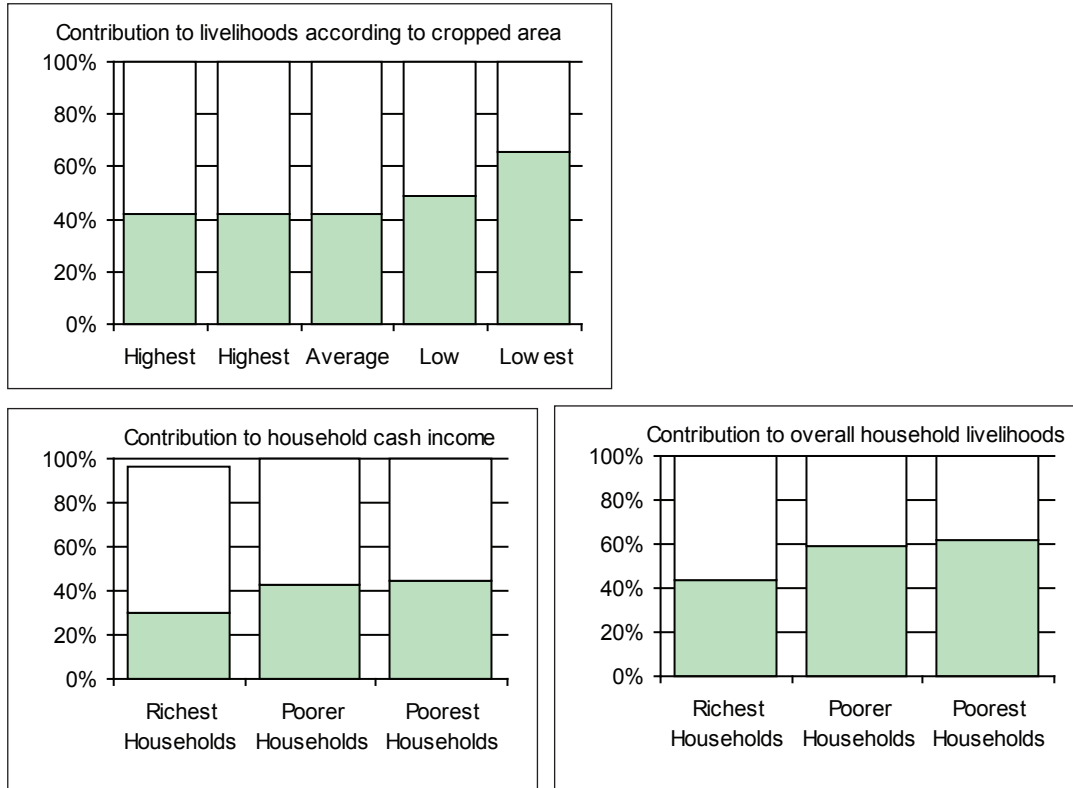 Contribution to livelihoods according to cropped area
100%
80%
60%
40%
20%
0%
Highest Highest Average Low Low est
Contribution to household cash income
100%
80%
60%
40%
20%
0%
Richest Households
Poorer Households
Poorest Households
Contribution to overall household livelihoods
100%
80%
60%
40%
20%
0%
Richest Households
Poorer Households
Poorest Households